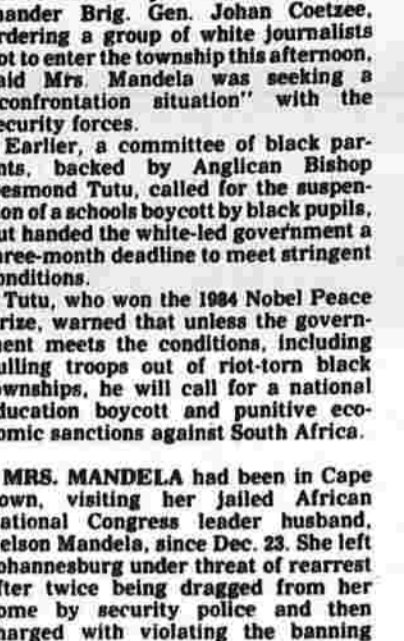 ander Brig. Gen. Johan Coetzee,
rdering a group of white journalists
ot to enter the township this afternoon,
aid Mrs. Mandela was seeking a
confrontation situation" with the
ecurity forces.
Earlier, a committee of black par-
nts, backed by Anglican Bishop
esmond Tutu, called for the suspen-
ion of a schools boycott by black pupils,
ut handed the white-led government a
hree-month deadline to meet stringent
onditions.
Tutu, who won the 1984 Nobel Peace
rize, warned that unless the govern-
ent meets the conditions, including
ulling troops out of riot-torn black
ownships, he will call for a national
ducation boycott and punitive eco-
omic sanctions against South Africa.
MRS. MANDELA had been in Cape
own, visiting her jailed African
ational Congress leader husband,
elson Mandela, since Dec. 23. She left
ohannesburg under threat of rearrest
fter twice being dragged from her
ome by security police and then
harged with violating the banning